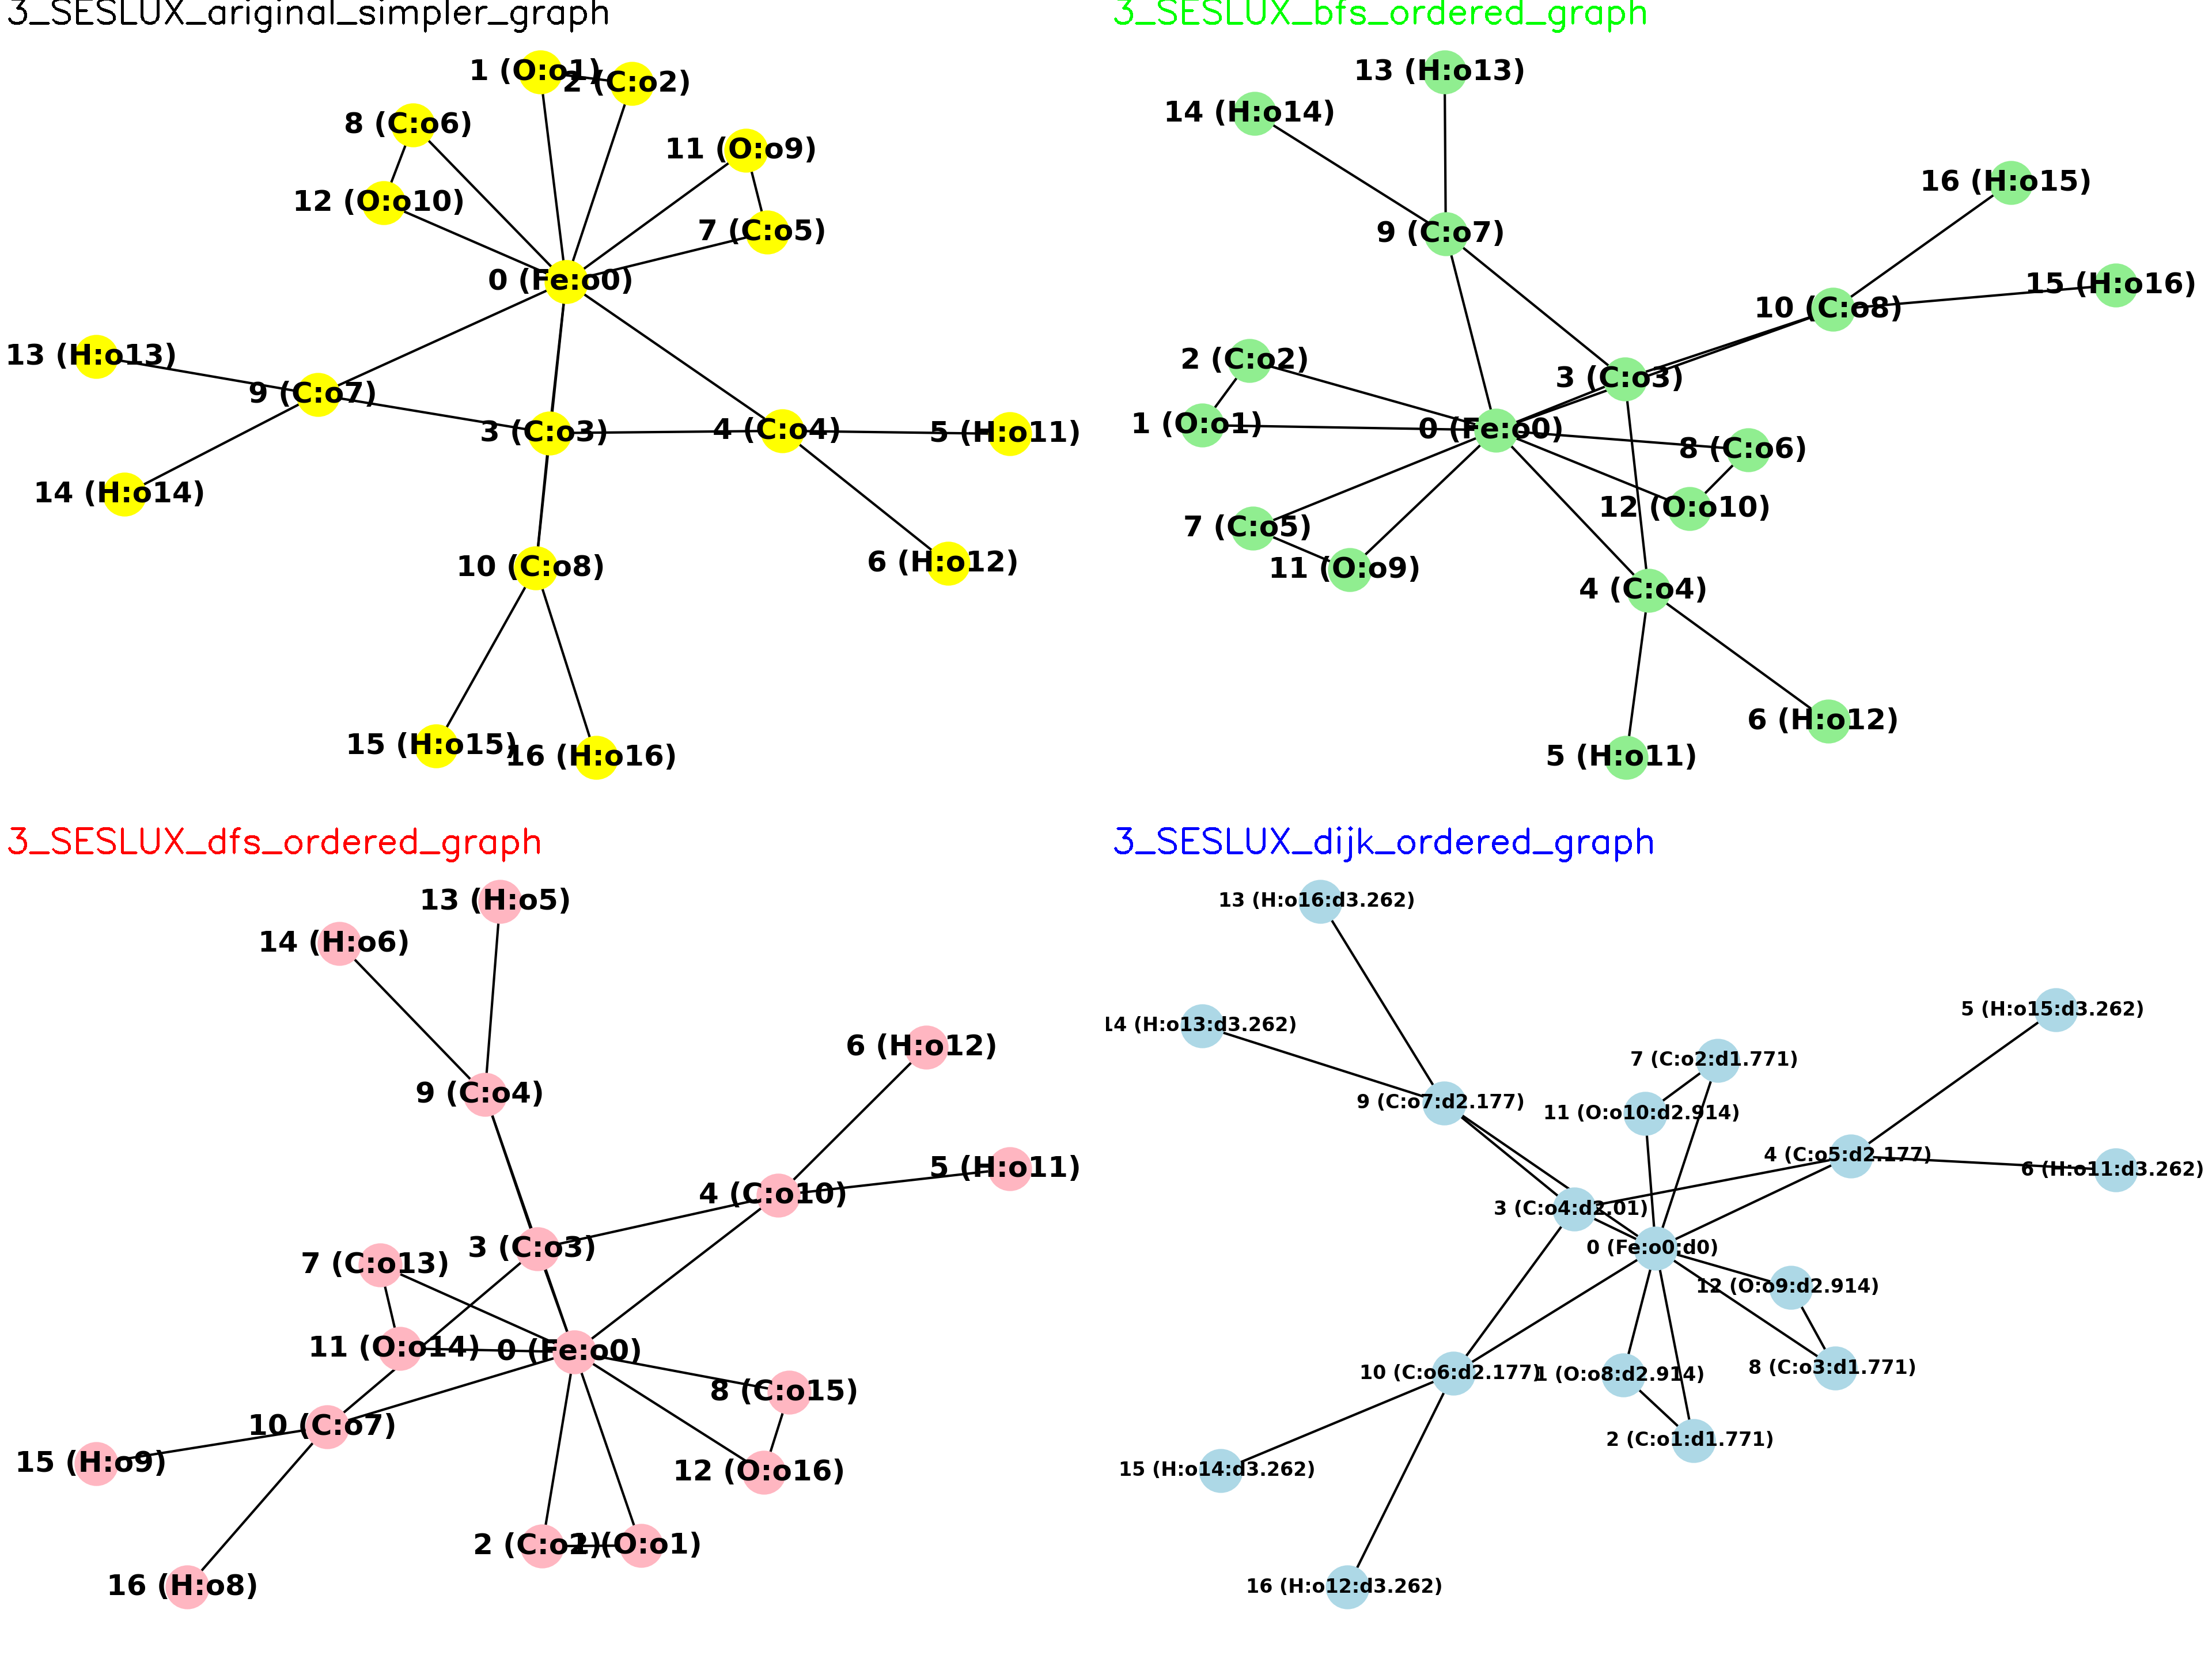 3_SESLUX_ariginal_simpler_graph
1 (O:o1)
2 (C:o2)
8 (C:o6)
11 (O:o9)
12 (O:o10)
7 (C:o5)
0 (Fe:o0)
13 (H:o13)
9 (C:o7)
3 (C:o3)
4 (C:o4)
5 (H:o11)
14 (H:o14)
10 (C:o8)
6 (H:o12)
15 (H:o15)
16 (H:o16)
3_SESLUX_bfs_ordered_graph
13 (H:o13)
14 (H:o14)
16 (H:o15)
9 (C:o7)
15 (H:o16)
10 (C:o8)
2 (C:o2)
3 (C:o3)
1 (O:o1)
0 (Fe:o0)
8 (C:o6)
12 (O:o10)
7 (C:o5)
11 (O:o9)
4 (C:o4)
6 (H:o12)
5 (H:o11)
3_SESLUX_dfs_ordered_graph
13 (H:o5)
14 (H:o6)
6 (H:o12)
9 (C:o4)
5 (H:o11)
4 (C:o10)
3 (C:o3)
7 (C:o13)
11 (O:o14)
0 (Fe:o0)
8 (C:o15)
10 (C:o7)
15 (H:o9)
12 (O:o16)
2 (C:o2)
1 (O:o1)
16 (H:o8)
3_SESLUX_dijk_ordered_graph
13 (H:o16:d3.262)
5 (H:o15:d3.262)
14 (H:o13:d3.262)
7 (C:o2:d1.771)
9 (C:o7:d2.177)
11 (O:o10:d2.914)
4 (C:o5:d2.177)
6 (H:o11:d3.262)
3 (C:o4:d2.01)
0 (Fe:o0:d0)
12 (O:o9:d2.914)
10 (C:o6:d2.177)
1 (O:o8:d2.914)
8 (C:o3:d1.771)
2 (C:o1:d1.771)
15 (H:o14:d3.262)
16 (H:o12:d3.262)